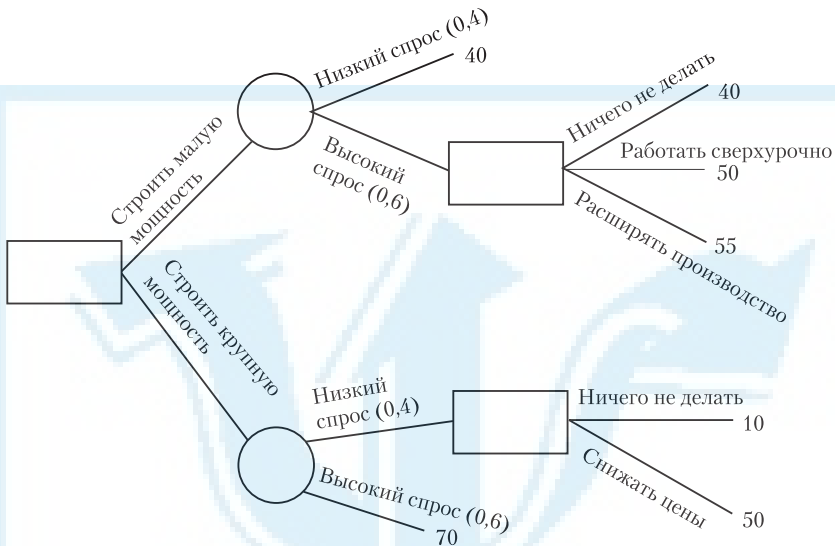 Низкий спрос (0,4)
40
Строить малую
мощность
Высокий
спрос (0,6)
Ничего не делать
40
Работать сверхурочно
50
Расширять производство
55
Строить крупную
мощность
Низкий
спрос (0,4)
Ничего не делать
10
Снижать цены
50
Высокий спрос (0,6)
70